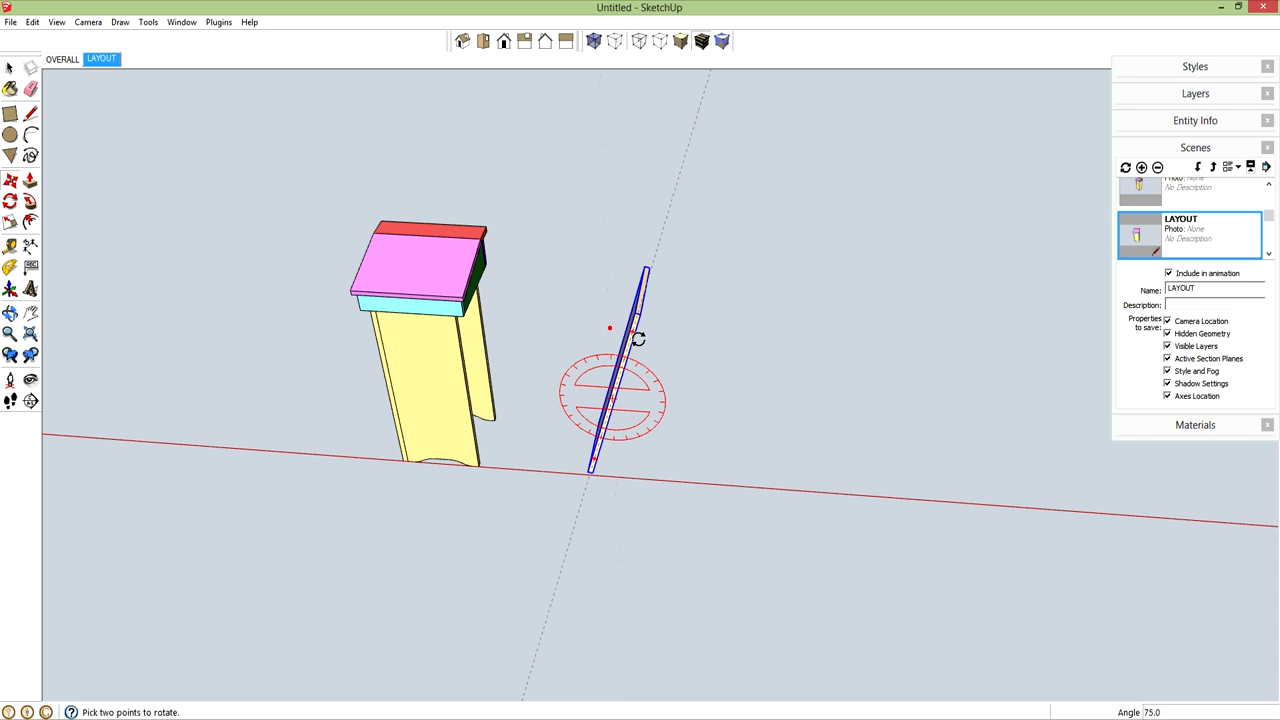 Untitled - SketchUp
File Edit View Camera Draw Tools Window Plugins Help
OVERALL LAYOUT
Styles
Layers
Entity Info
Scenes
Photo: None
No Description
LAYOUT
Photo: None
No Description
Include in animation
Name: LAYOUT
Description:
Properties to save:
Camera Location
Hidden Geometry
Visible Layers
Active Section Planes
Style and Fog
Shadow Settings
Axes Location
Materials
Pick two points to rotate.
Angle 75.0